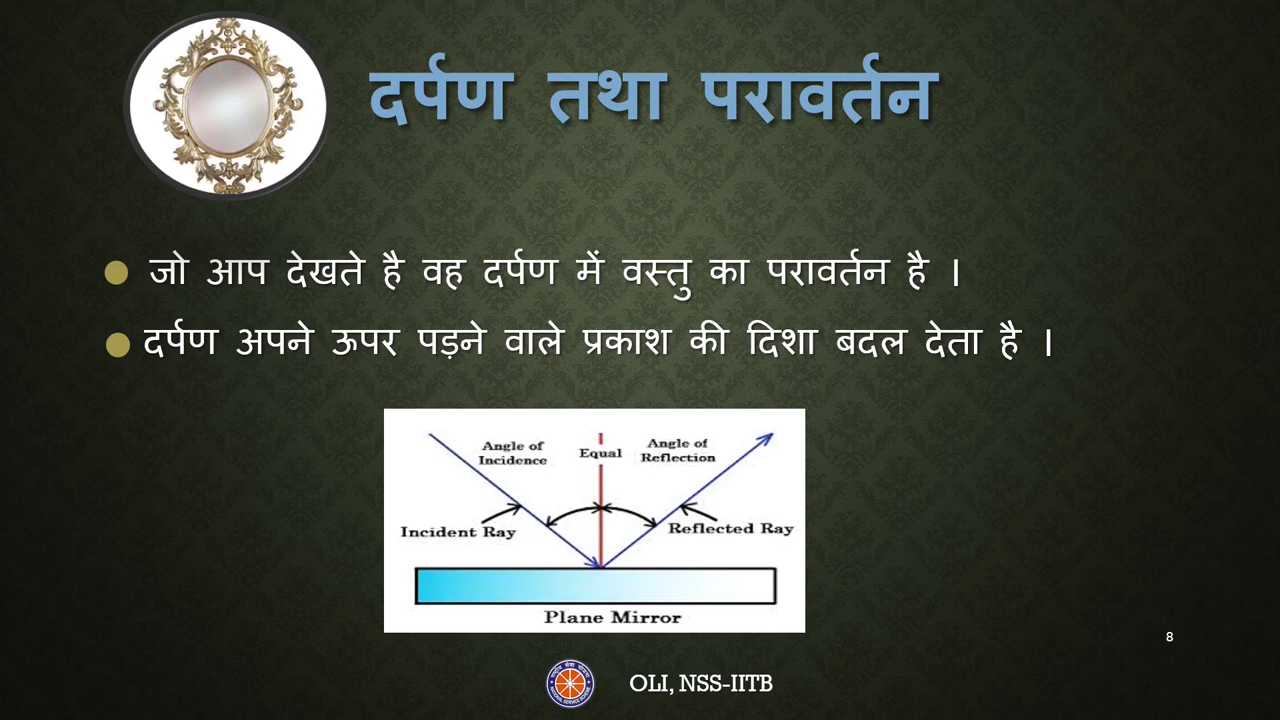 दर्पण तथा परावर्तन
जो आप देखते है वह दर्पण में वस्तु का परावर्तन है ।
दर्पण अपने ऊपर पड़ने वाले प्रकाश की दिशा बदल देता है ।
Angle of
Incidence
Equal
Angle of
Reflection
Incident Ray
Reflected Ray
Plane Mirror
8
OLI, NSS-IITB